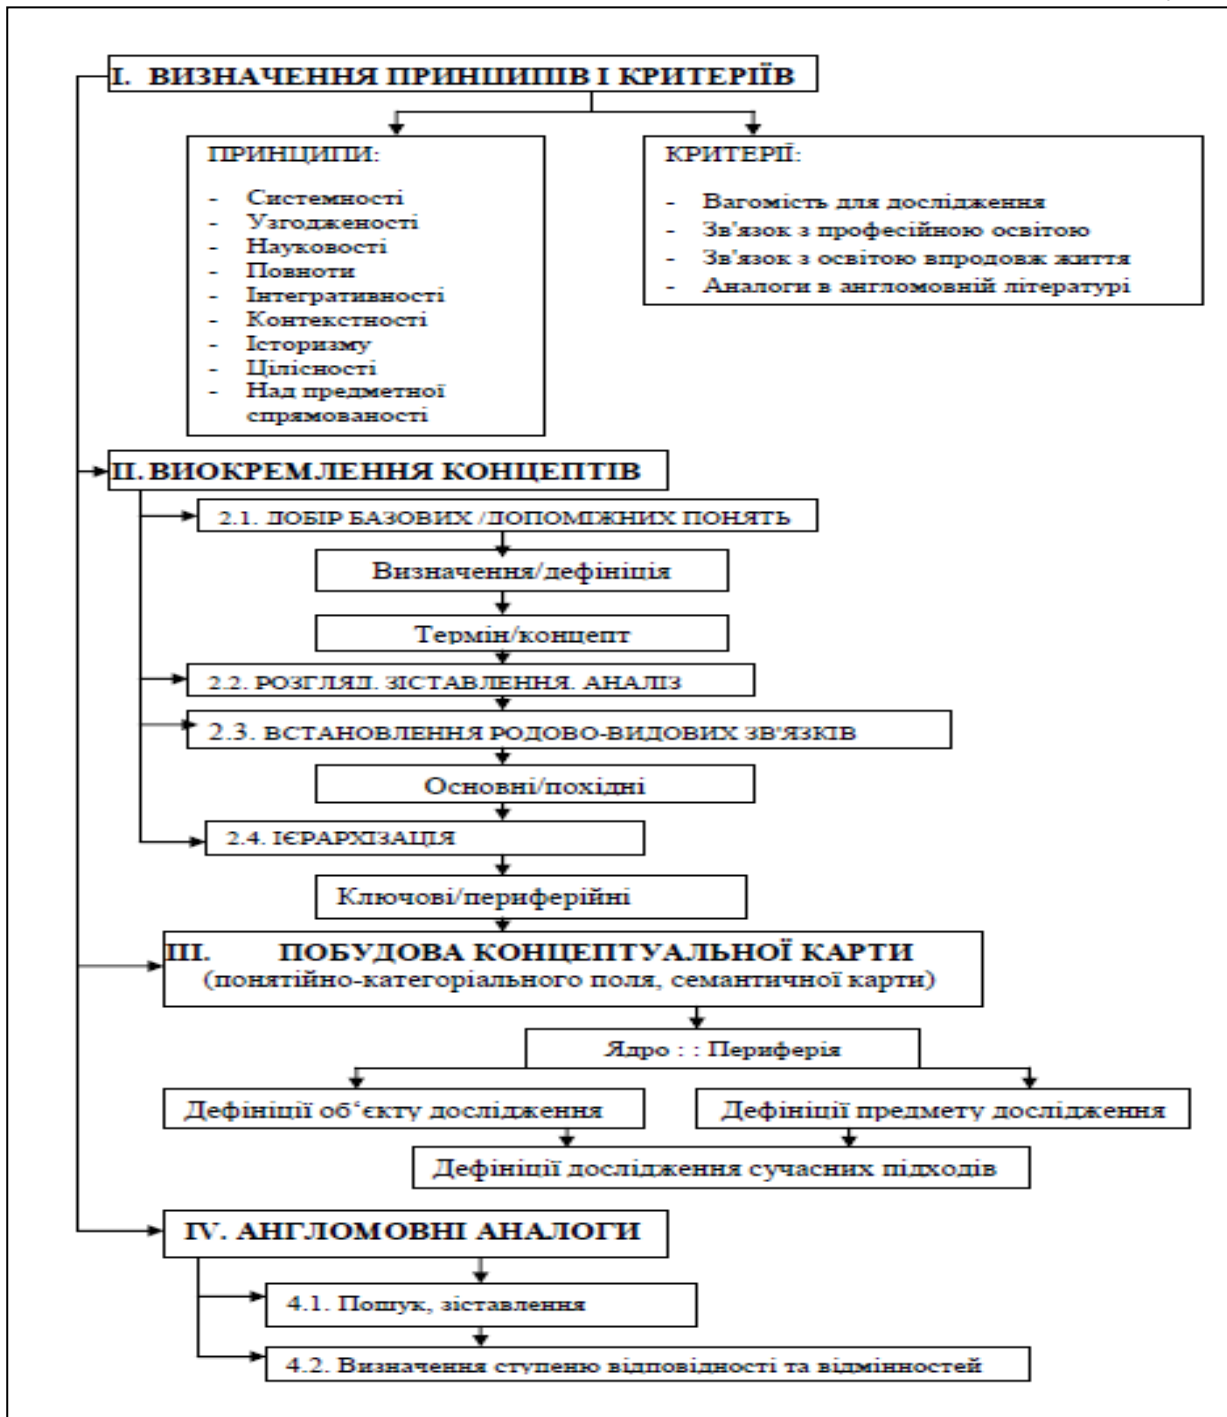 І. ВИЗНАЧЕННЯ ПРИНЦИПІВ І КРИТЕРІЇВ
ПРИНЦИПИ:
- Системності
- Узгодженості
- Науковості
- Повноти
- Інтегративності
- Контекстності
- Історизму
- Цілісності
- Над предметної
спрямованості
КРИТЕРІЇ:
- Вагомість для дослідження
- Зв'язок з професійною освітою
- Зв'язок з освітою впродовж життя
- Аналоги в англомовній літературі
ІІ. ВИОКРЕМЛЕННЯ КОНЦЕПТІВ
2.1. ДОБІР БАЗОВИХ /ДОПОМІЖНИХ ПОНЯТЬ
Визначення/дефініція
Термін/концепт
2.2. РОЗГЛЯД. ЗІСТАВЛЕННЯ. АНАЛІЗ
2.3. ВСТАНОВЛЕННЯ РОДОВО-ВИДОВИХ ЗВ'ЯЗКІВ
Основні/похідні
2.4. ІЄРАРХІЗАЦІЯ
Ключові/периферійні
ІІІ. ПОБУДОВА КОНЦЕПТУАЛЬНОЇ КАРТИ
(понятійно-категоріального поля, семантичної карти)
Ядро : : Периферія
Дефініції об‘єкту дослідження
Дефініції предмету дослідження
Дефініції дослідження сучасних підходів
IV. АНГЛОМОВНІ АНАЛОГИ
4.1. Пошук, зіставлення
4.2. Визначення ступеню відповідності та відмінностей